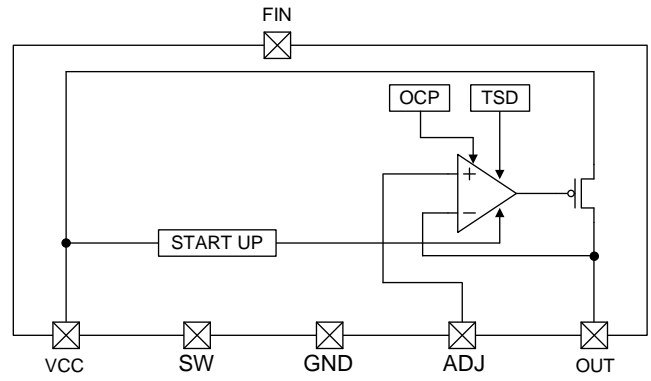 FIN
OCP TSD
+
−
START UP
VCC SW GND ADJ OUT